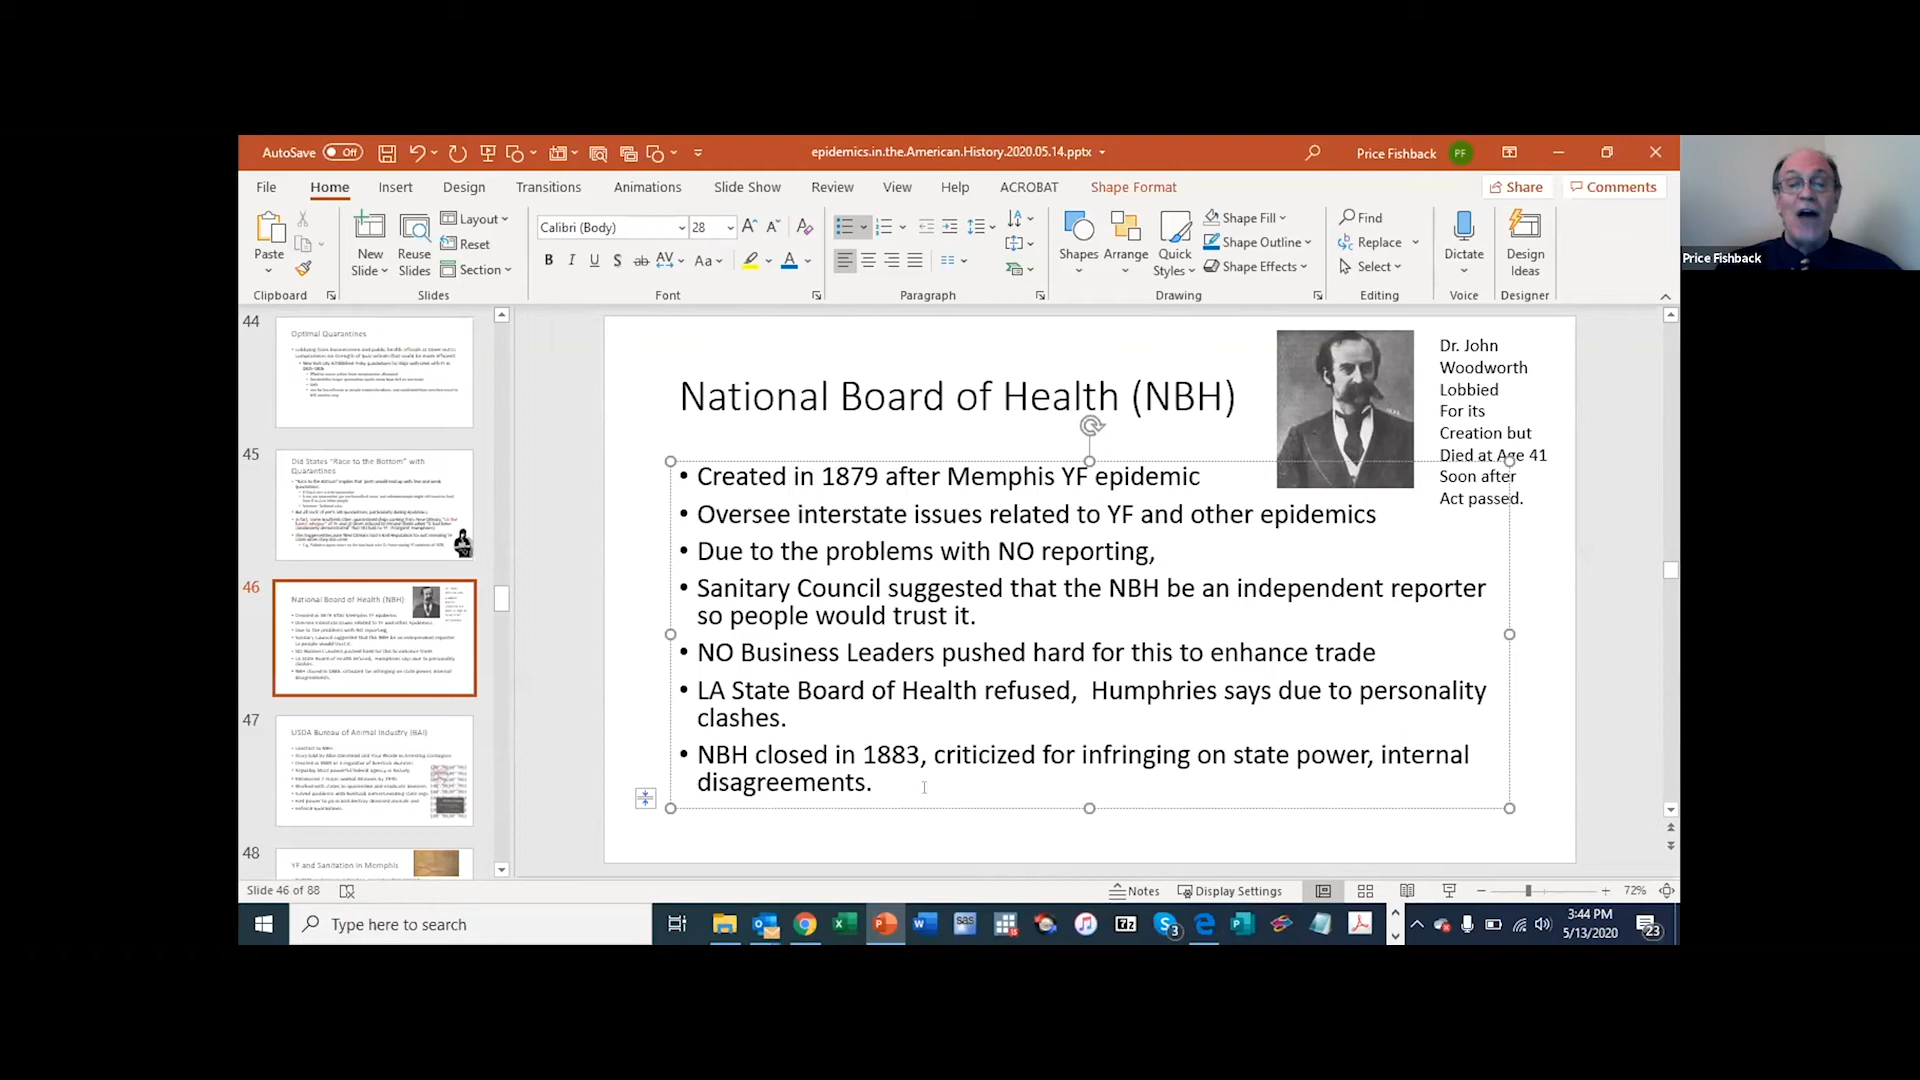 AutoSave Off
epidemics.in.the.American.History.2020.05.14.pptx
Price Fishback PF
File Home Insert Design Transitions Animations Slide Show Review View Help ACROBAT Shape Format
Share Comments
Paste
New Slide
Reuse Slides
Layout
Reset
Section
Calibri (Body) 28
Shape Fill
Shape Outline
Shape Effects
Shapes Arrange Quick Styles
Find
Replace
Select
Dictate
Design Ideas
Clipboard Slides Font Paragraph Drawing Editing Voice Designer
Price Fishback
44
Optimal Quarantines
45
Did States "Race to the Bottom" with
Quarantines
46
National Board of Health (NBH)
47
USDA Bureau of Animal Industry (BAI)
48
YF and Sanitation in Memphis
National Board of Health (NBH)
Dr. John
Woodworth
Lobbied
For its
Creation but
Died at Age 41
Soon after
Act passed.
• Created in 1879 after Memphis YF epidemic
• Oversee interstate issues related to YF and other epidemics
• Due to the problems with NO reporting,
• Sanitary Council suggested that the NBH be an independent reporter
so people would trust it.
• NO Business Leaders pushed hard for this to enhance trade
• LA State Board of Health refused,  Humphries says due to personality
clashes.
• NBH closed in 1883, criticized for infringing on state power, internal
disagreements.
Slide 46 of 88
Notes Display Settings 72%
Type here to search
3:44 PM
5/13/2020
23